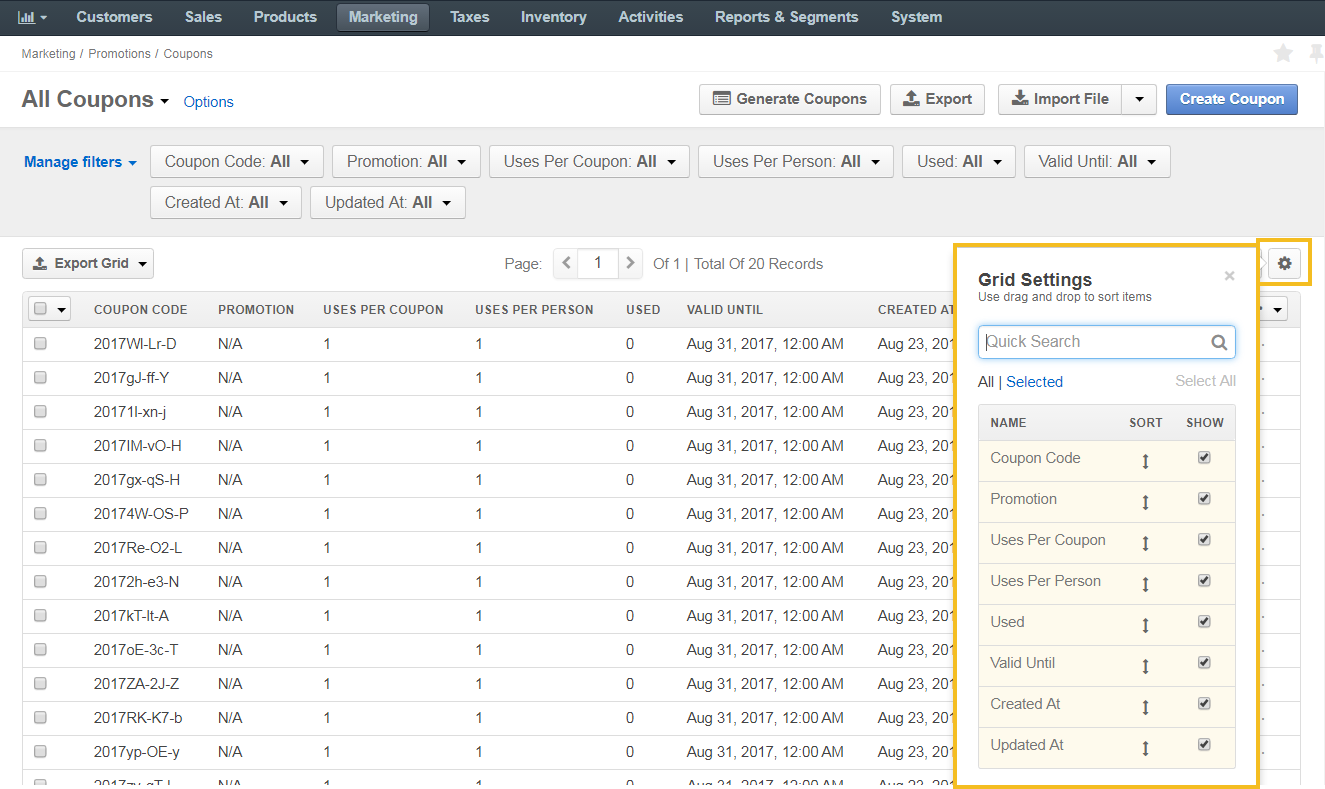 Customers Sales Products Marketing Taxes Inventory Activities Reports & Segments System
Marketing / Promotions / Coupons
All Coupons Options Generate Coupons Export Import File Create Coupon
Manage filters Coupon Code: All Promotion: All Uses Per Coupon: All Uses Per Person: All Used: All Valid Until: All
Created At: All Updated At: All
Export Grid Page: 1 Of 1 | Total Of 20 Records
COUPON CODE PROMOTION USES PER COUPON USES PER PERSON USED VALID UNTIL CREATED AT
2017Wl-Lr-D N/A 1 1 0 Aug 31, 2017, 12:00 AM Aug 23, 201
2017gJ-ff-Y N/A 1 1 0 Aug 31, 2017, 12:00 AM Aug 23, 201
20171l-xn-j N/A 1 1 0 Aug 31, 2017, 12:00 AM Aug 23, 201
2017IM-vO-H N/A 1 1 0 Aug 31, 2017, 12:00 AM Aug 23, 201
2017gx-qS-H N/A 1 1 0 Aug 31, 2017, 12:00 AM Aug 23, 201
20174W-OS-P N/A 1 1 0 Aug 31, 2017, 12:00 AM Aug 23, 201
2017Re-O2-L N/A 1 1 0 Aug 31, 2017, 12:00 AM Aug 23, 201
20172h-e3-N N/A 1 1 0 Aug 31, 2017, 12:00 AM Aug 23, 201
2017kT-lt-A N/A 1 1 0 Aug 31, 2017, 12:00 AM Aug 23, 201
2017oE-3c-T N/A 1 1 0 Aug 31, 2017, 12:00 AM Aug 23, 201
2017ZA-2J-Z N/A 1 1 0 Aug 31, 2017, 12:00 AM Aug 23, 201
2017RK-K7-b N/A 1 1 0 Aug 31, 2017, 12:00 AM Aug 23, 201
2017yp-OE-y N/A 1 1 0 Aug 31, 2017, 12:00 AM Aug 23, 201
N/A 1 1 0 Aug 31, 2017, 12:00 AM Aug 23, 201
Grid Settings
Use drag and drop to sort items
×
Quick Search
All | Selected Select All
NAME SORT SHOW
Coupon Code
Promotion
Uses Per Coupon
Uses Per Person
Used
Valid Until
Created At
Updated At